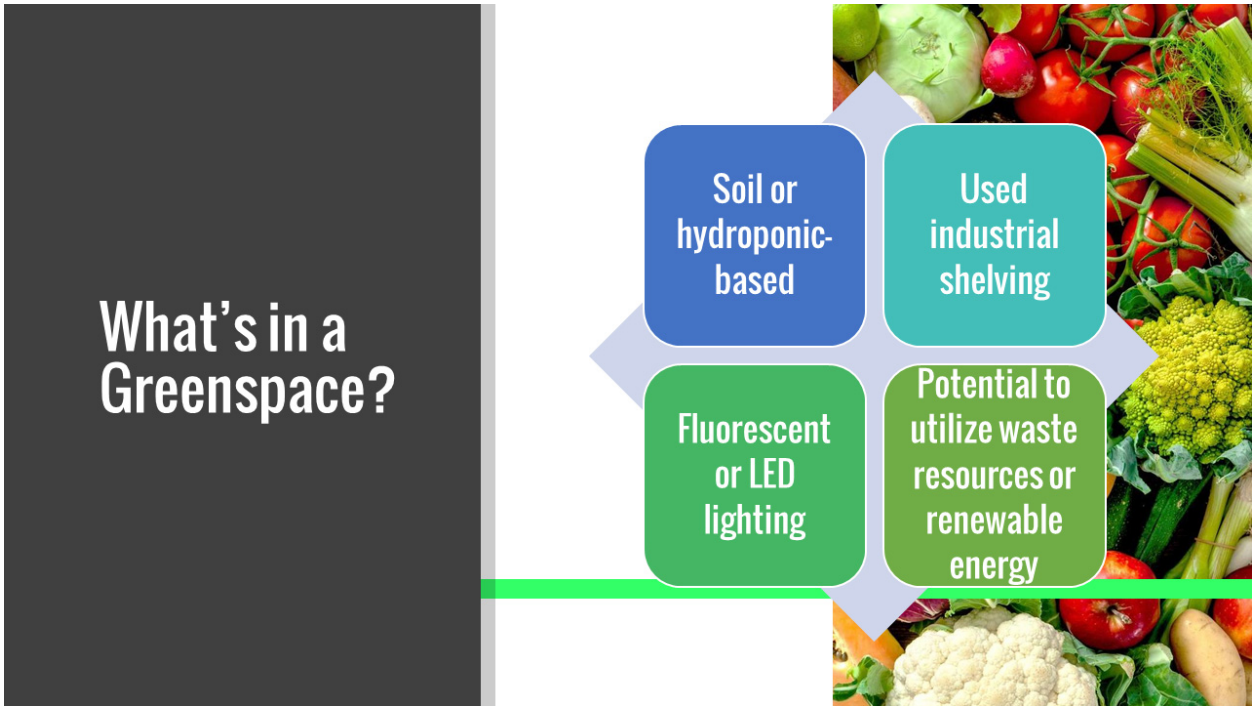 What’s in a
Greenspace?
Soil or
hydroponic-
based
Used
industrial
shelving
Fluorescent
or LED
lighting
Potential to
utilize waste
resources or
renewable
energy